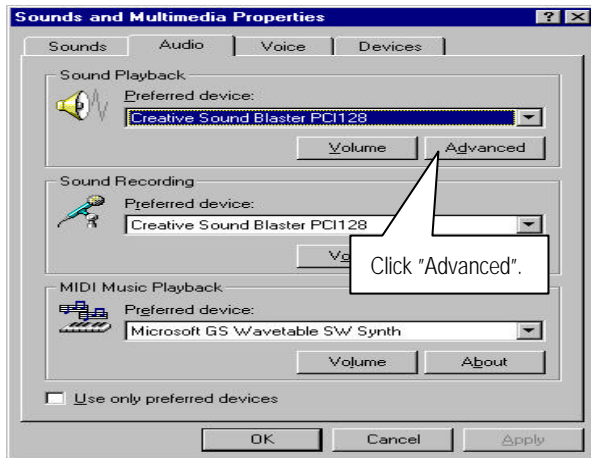 Sounds and Multimedia Properties
Sounds Audio Voice Devices
Sound Playback
Preferred device:
Creative Sound Blaster PCI128
Volume Advanced
Sound Recording
Preferred device:
Creative Sound Blaster PCI128
Click "Advanced".
MIDI Music Playback
Preferred device:
Microsoft GS Wavetable SW Synth
Volume About
Use only preferred devices
OK Cancel Apply